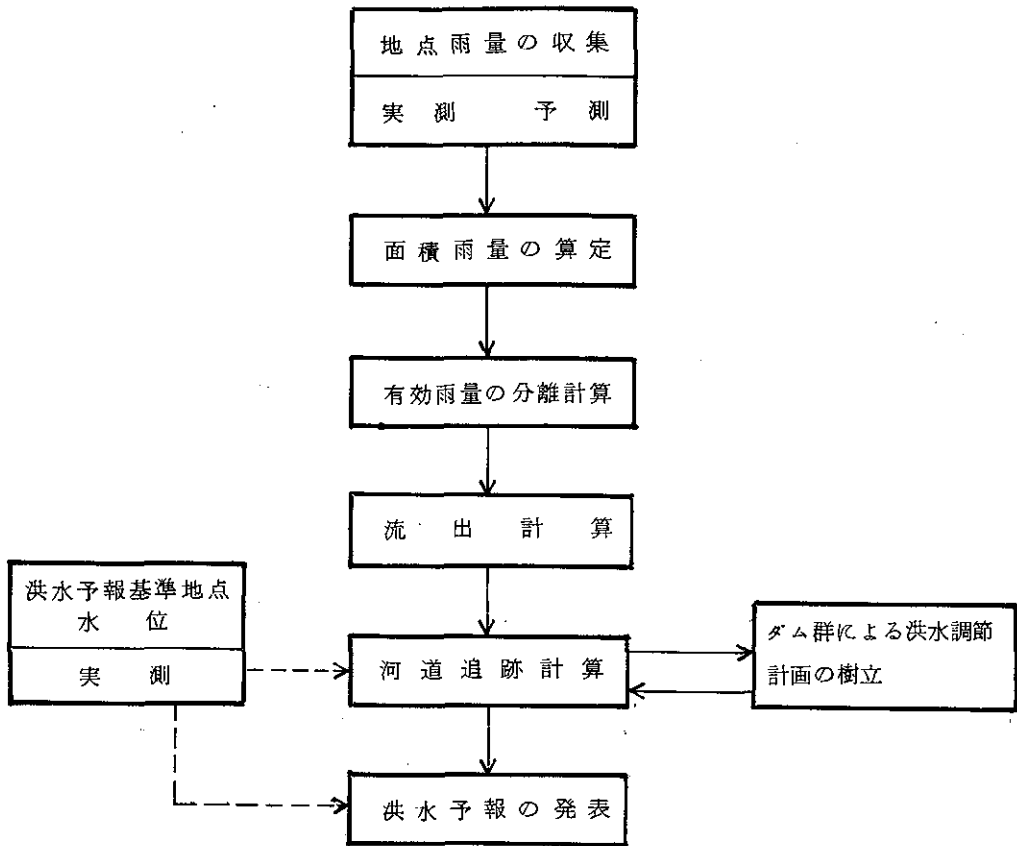 地点雨量の収集
実測 予測
面積雨量の算定
有効雨量の分離計算
流出計算
洪水予報基準地点
水位
実測
河道追跡計算
ダム群による洪水調節
計画の樹立
洪水予報の発表